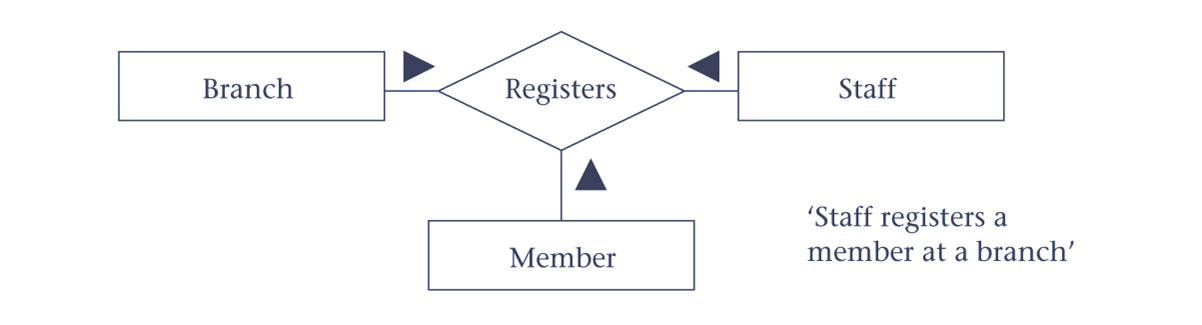 Branch
Registers
Staff
Member
‘Staff registers a
member at a branch’